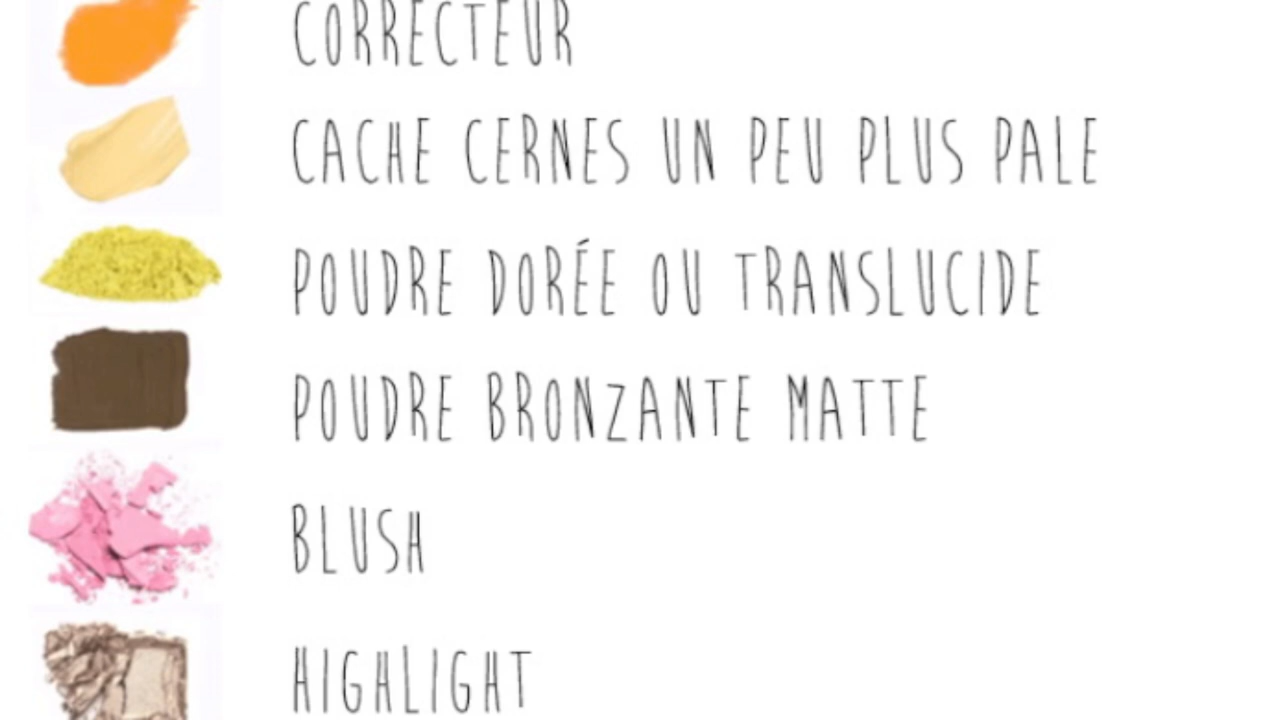 CORRECTEUR
CACHE CERNES UN PEU PLUS PALE
POUDRE DORÉE OU TRANSLUCIDE
POUDRE BRONZANTE MATTE
BLUSH
HIGHLIGHT